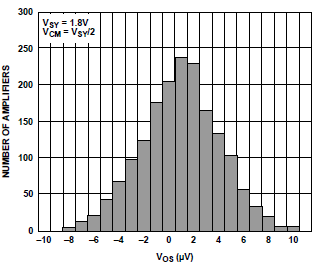 300
250
200
150
100
50
0
NUMBER OF AMPLIFIERS
VSY = 1.8V
VCM = VSY/2
–10 –8 –6 –4 –2 0 2 4 6 8 10
VOS (µV)